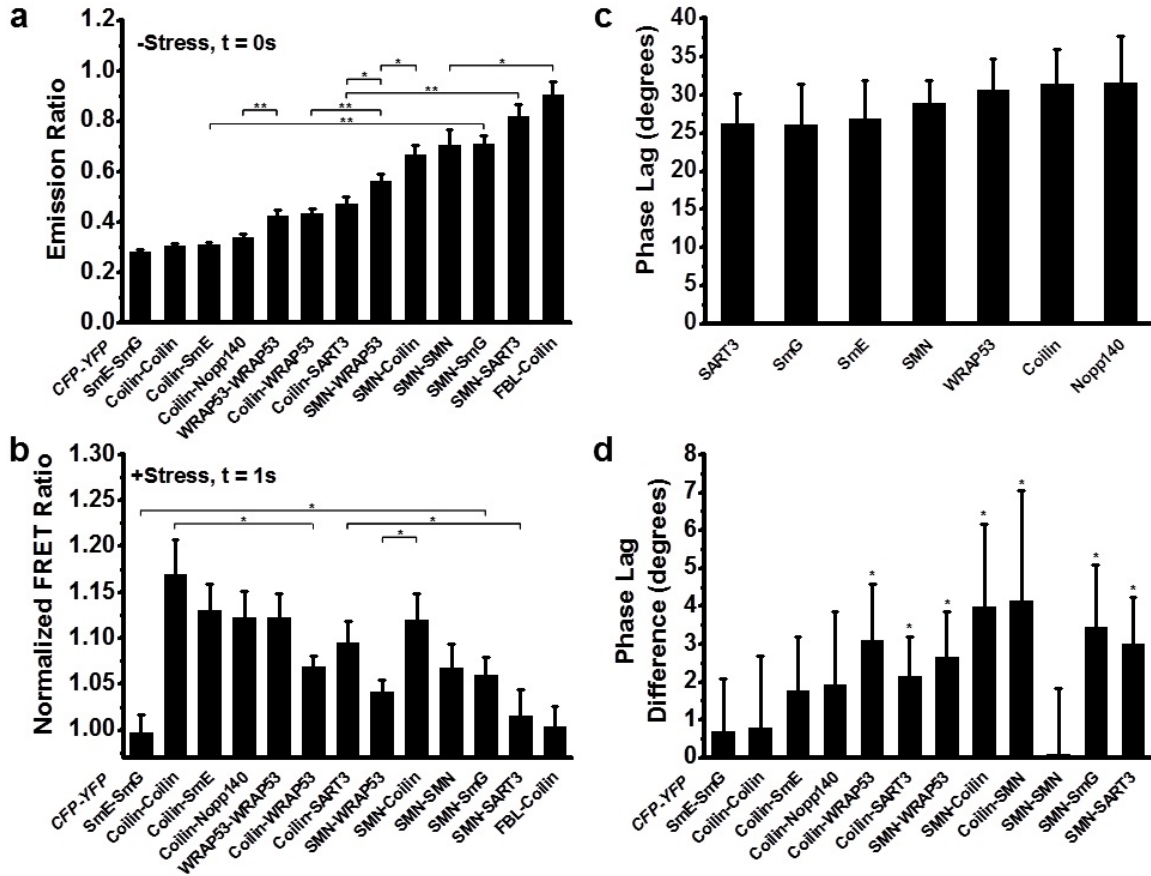 a
-Stress, t = 0s
Emission Ratio
1.2
1.0
0.8
0.6
0.4
0.2
0.0
** ** ** * * ** *
CFP-YFP
SmE-SmG
Coilin-Coilin
Coilin-SmE
Coilin-Nopp140
WRAP53-WRAP53
Coilin-WRAP53
Coilin-SART3
SMN-WRAP53
SMN-Coilin
SMN-SMN
SMN-SmG
SMN-SART3
FBL-Coilin
c
Phase Lag (degrees)
40
35
30
25
20
15
10
5
0
SART3
SmG
SmE
SMN
WRAP53
Coilin
Nopp140
b
+Stress, t = 1s
Normalized FRET Ratio
1.30
1.25
1.20
1.15
1.10
1.05
1.00
* * * *
CFP-YFP
SmE-SmG
Coilin-Coilin
Coilin-SmE
Coilin-Nopp140
WRAP53-WRAP53
Coilin-WRAP53
Coilin-SART3
SMN-WRAP53
SMN-Coilin
SMN-SMN
SMN-SmG
SMN-SART3
FBL-Coilin
d
Phase Lag
Difference (degrees)
8
7
6
5
4
3
2
1
0
* * * * * * *
CFP-YFP
SmE-SmG
Coilin-Coilin
Coilin-SmE
Coilin-Nopp140
Coilin-WRAP53
Coilin-SART3
SMN-WRAP53
SMN-Coilin
Coilin-SMN
SMN-SMN
SMN-SmG
SMN-SART3